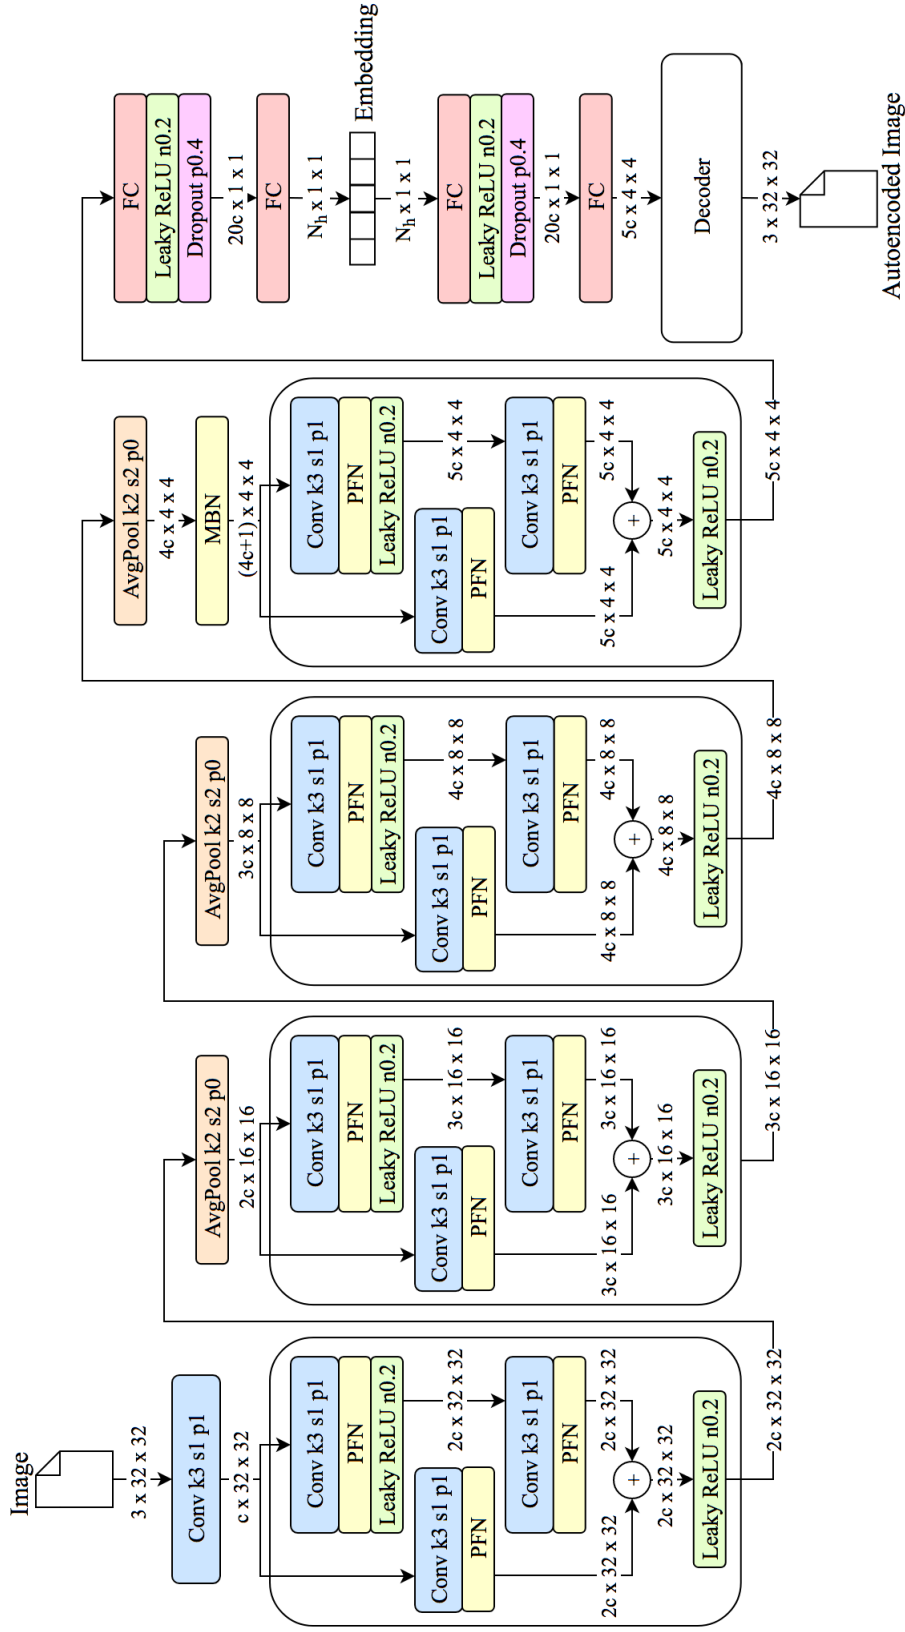 Image
3 x 32 x 32
Conv k3 s1 p1
c x 32 x 32
Conv k3 s1 p1
PFN
Leaky ReLU n0.2
Conv k3 s1 p1
PFN
2c x 32 x 32
Conv k3 s1 p1
PFN
2c x 32 x 32
2c x 32 x 32
+
2c x 32 x 32
Leaky ReLU n0.2
2c x 32 x 32
AvgPool k2 s2 p0
2c x 16 x 16
Conv k3 s1 p1
PFN
Leaky ReLU n0.2
Conv k3 s1 p1
PFN
3c x 16 x 16
Conv k3 s1 p1
PFN
3c x 16 x 16
3c x 16 x 16
+
3c x 16 x 16
Leaky ReLU n0.2
3c x 16 x 16
AvgPool k2 s2 p0
3c x 8 x 8
Conv k3 s1 p1
PFN
Leaky ReLU n0.2
Conv k3 s1 p1
PFN
4c x 8 x 8
Conv k3 s1 p1
PFN
4c x 8 x 8
4c x 8 x 8
+
4c x 8 x 8
Leaky ReLU n0.2
4c x 8 x 8
AvgPool k2 s2 p0
4c x 4 x 4
MBN
(4c+1) x 4 x 4
Conv k3 s1 p1
PFN
Leaky ReLU n0.2
Conv k3 s1 p1
PFN
5c x 4 x 4
Conv k3 s1 p1
PFN
5c x 4 x 4
5c x 4 x 4
+
5c x 4 x 4
Leaky ReLU n0.2
5c x 4 x 4
FC
Leaky ReLU n0.2
Dropout p0.4
20c x 1 x 1
FC
Nh x 1 x 1
Embedding
Nh x 1 x 1
FC
Leaky ReLU n0.2
Dropout p0.4
20c x 1 x 1
FC
5c x 4 x 4
Decoder
3 x 32 x 32
Autoencoded Image